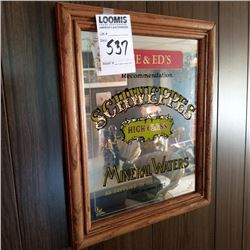 LOOMIS
537
E & ED'S
Recommendation
SCHWEPPES
HIGH CLASS
MINERAL WATERS